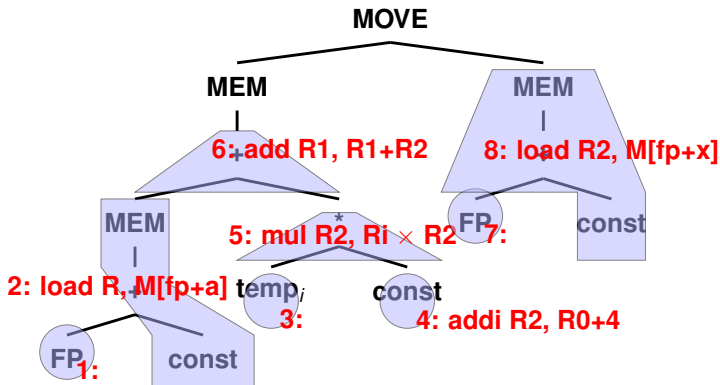 MOVE
MEM MEM
6: add R1, R1+R2 8: load R2, M[fp+x]
+ +
MEM * FP 7: const
5: mul R2, Ri × R2
2: load R, M[fp+a] tempi const
+ 3: 4: addi R2, R0+4
FP 1: const